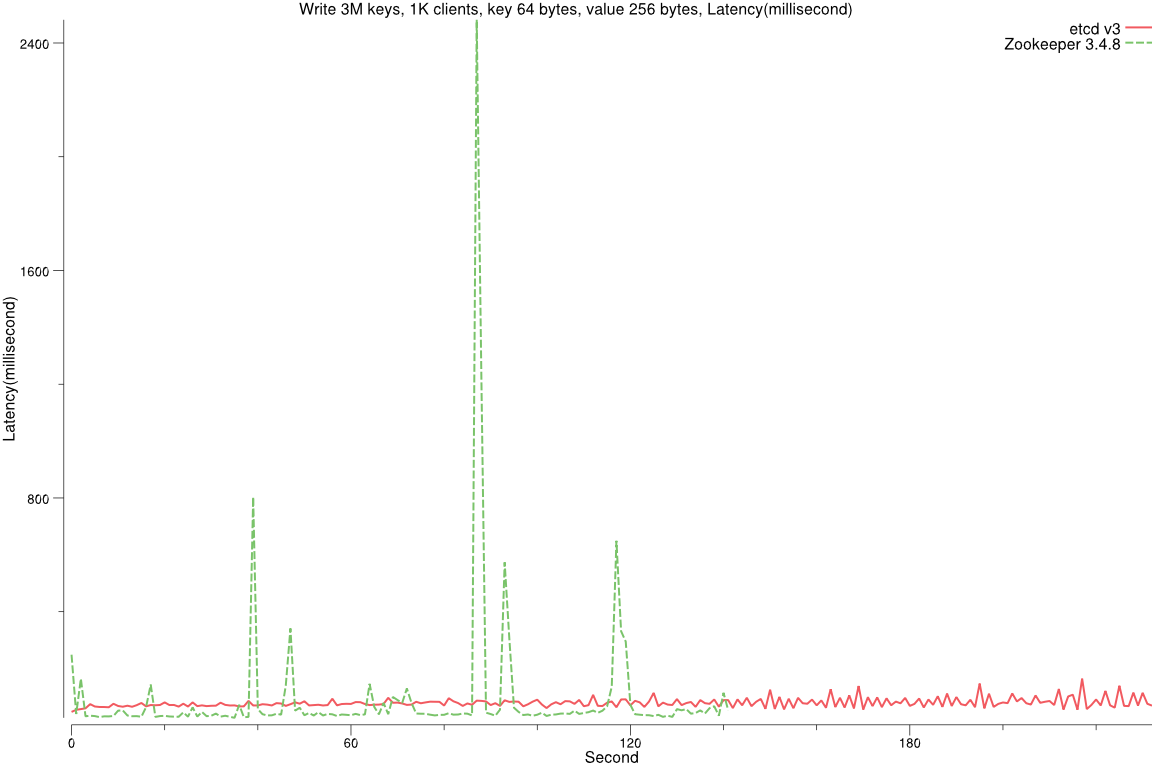 Write 3M keys, 1K clients, key 64 bytes, value 256 bytes, Latency(millisecond)
etcd v3
Zookeeper 3.4.8
2400
1600
800
Latency(millisecond)
0 60 120 180
Second